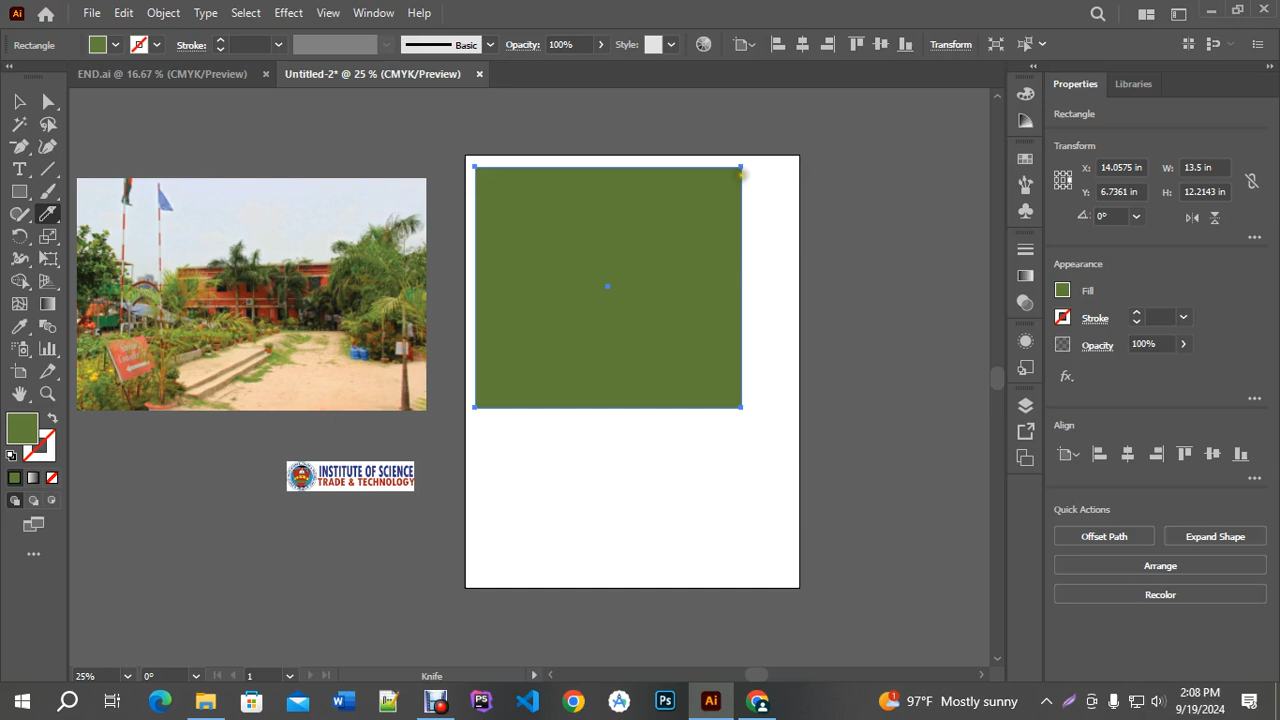 File Edit Object Type Select Effect View Window Help
Rectangle Stroke: Basic Opacity: 100% Style: Transform
END.ai @ 16.67 % (CMYK/Preview) × Untitled-2* @ 25 % (CMYK/Preview) ×
Properties Libraries
Rectangle
Transform
X: 14.0575 in W: 13.5 in
Y: 6.7361 in H: 12.2143 in
0°
Appearance
Fill
Stroke
Opacity 100%
fx.
Align
INSTITUTE OF SCIENCE
TRADE & TECHNOLOGY
Quick Actions
Offset Path Expand Shape
Arrange
Recolor
25% 0° 1 Knife
Ps Ai 1 97°F Mostly sunny 2:08 PM
9/19/2024